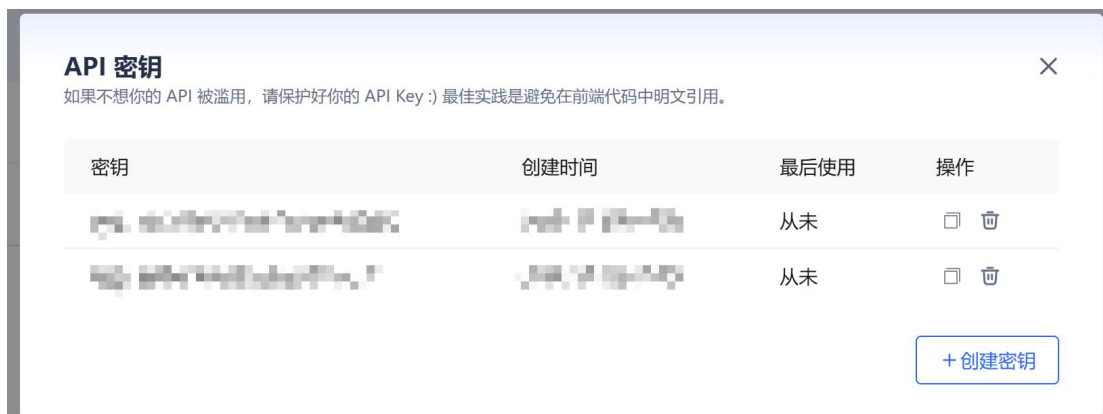 API 密钥
如果不想你的 API 被滥用，请保护好你的 API Key :) 最佳实践是避免在前端代码中明文引用。
密钥 创建时间 最后使用 操作
从未
从未
+创建密钥